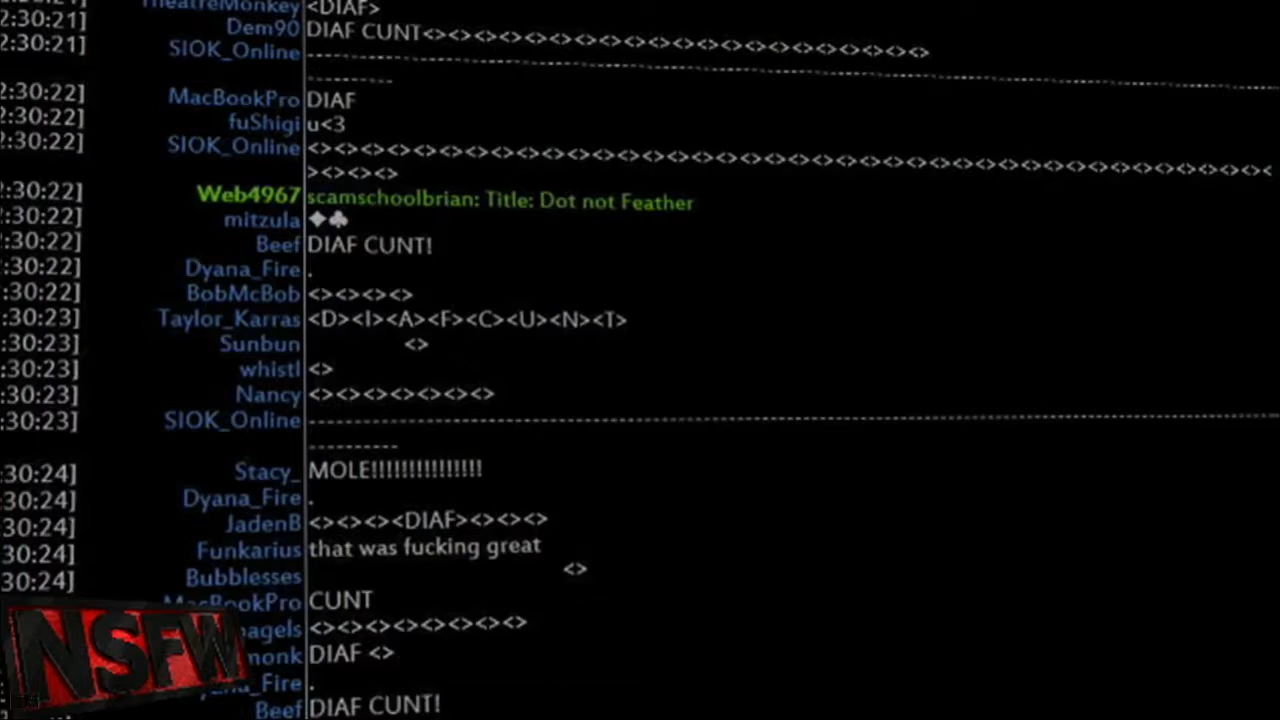 TheatreMonkey <DIAF>
2:30:21] Dem90 DIAF CUNT<><><><><><><><><><><><><><><><><><><>
2:30:21] SIOK_Online ----------------------------------------------------------------------
----------
2:30:22] MacBookPro DIAF
2:30:22] fuShigi u<3
2:30:22] SIOK_Online <><><><><><><><><><><><><><><><><><><><><><><><><><><><><><><><><><><><
><><><>
2:30:22] Web4967 scamschoolbrian: Title: Dot not Feather
:30:22] mitzula ♦♣
:30:22] Beef DIAF CUNT!
:30:22] Dyana_Fire .
:30:22] BobMcBob <><><><>
:30:23] Taylor_Karras <D><I><A><F><C><U><N><T>
:30:23] Sunbun <>
:30:23] whistl <>
:30:23] Nancy <><><><><><><>
:30:23] SIOK_Online ----------------------------------------------------------------------
----------
:30:24] Stacy_ MOLE!!!!!!!!!!!!!!!
:30:24] Dyana_Fire .
:30:24] JadenB <><><><DIAF><><><>
:30:24] Funkarius that was fucking great
30:24] Bubblesses <>
MacBookPro CUNT
agels <><><><><><><><>
monk DIAF <>
_Fire .
Beef DIAF CUNT!
NSFW